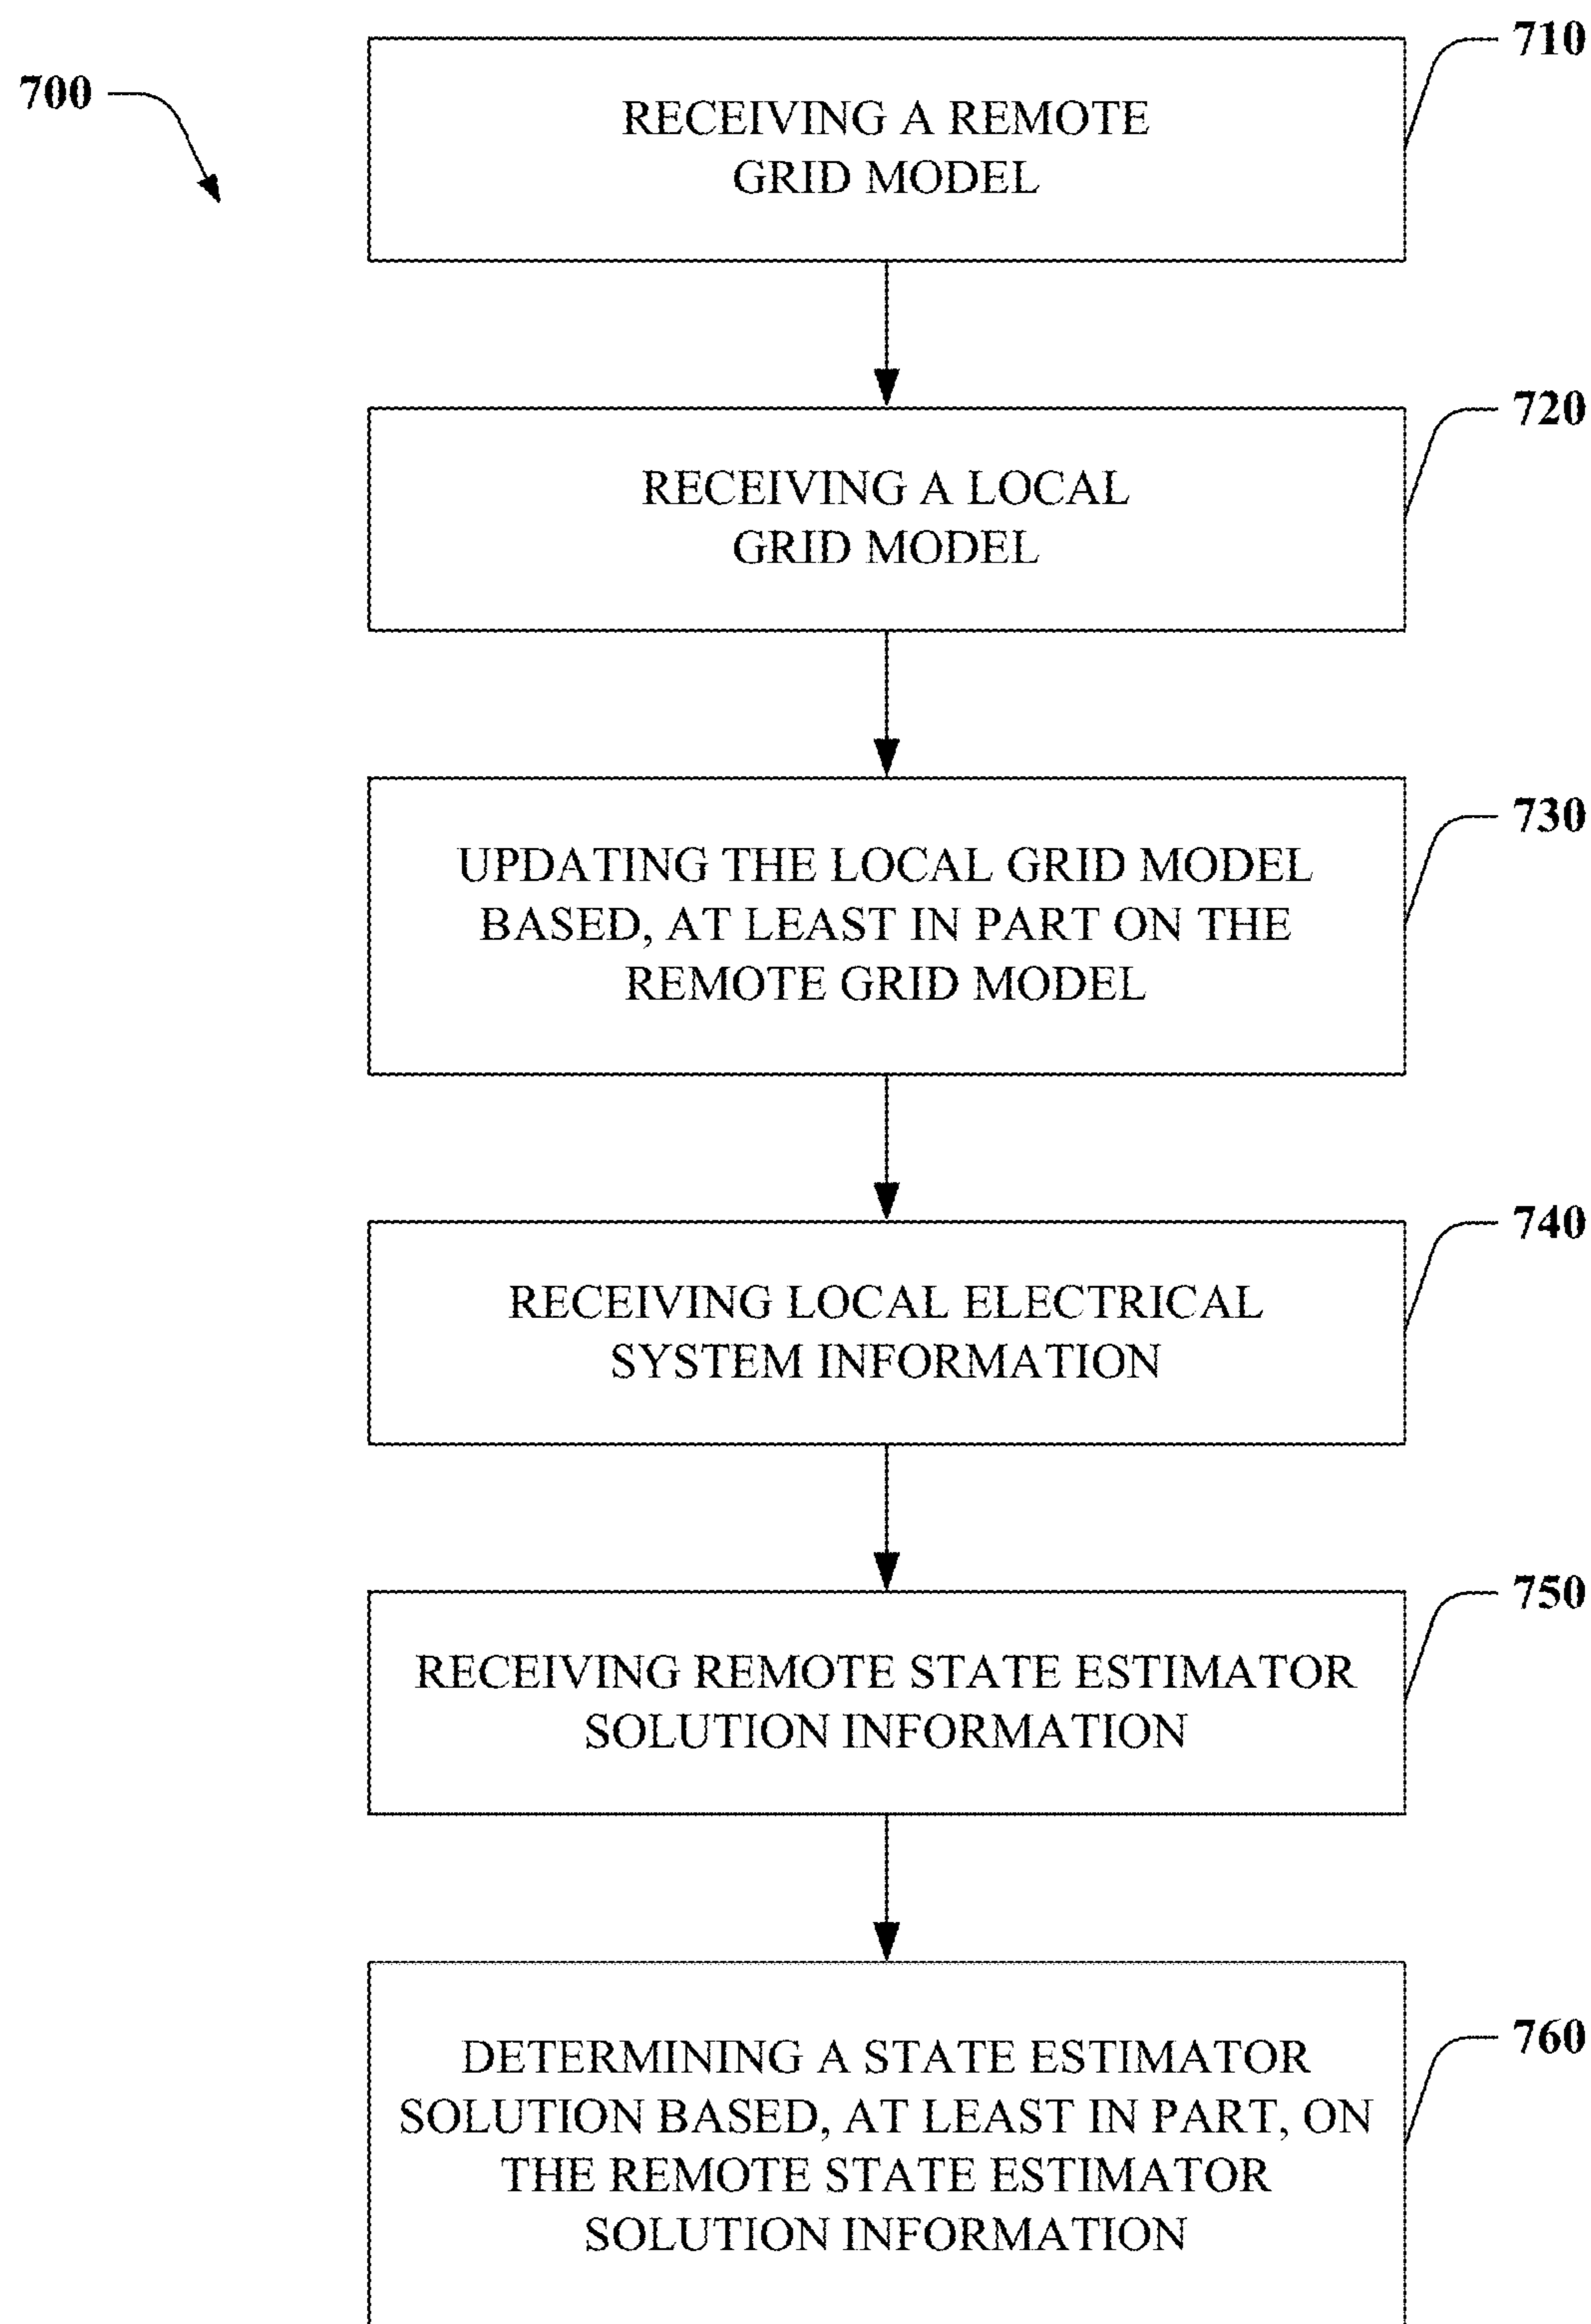 700
710
RECEIVING A REMOTE
GRID MODEL
720
RECEIVING A LOCAL
GRID MODEL
730
UPDATING THE LOCAL GRID MODEL
BASED, AT LEAST IN PART ON THE
REMOTE GRID MODEL
740
RECEIVING LOCAL ELECTRICAL
SYSTEM INFORMATION
750
RECEIVING REMOTE STATE ESTIMATOR
SOLUTION INFORMATION
760
DETERMINING A STATE ESTIMATOR
SOLUTION BASED, AT LEAST IN PART, ON
THE REMOTE STATE ESTIMATOR
SOLUTION INFORMATION